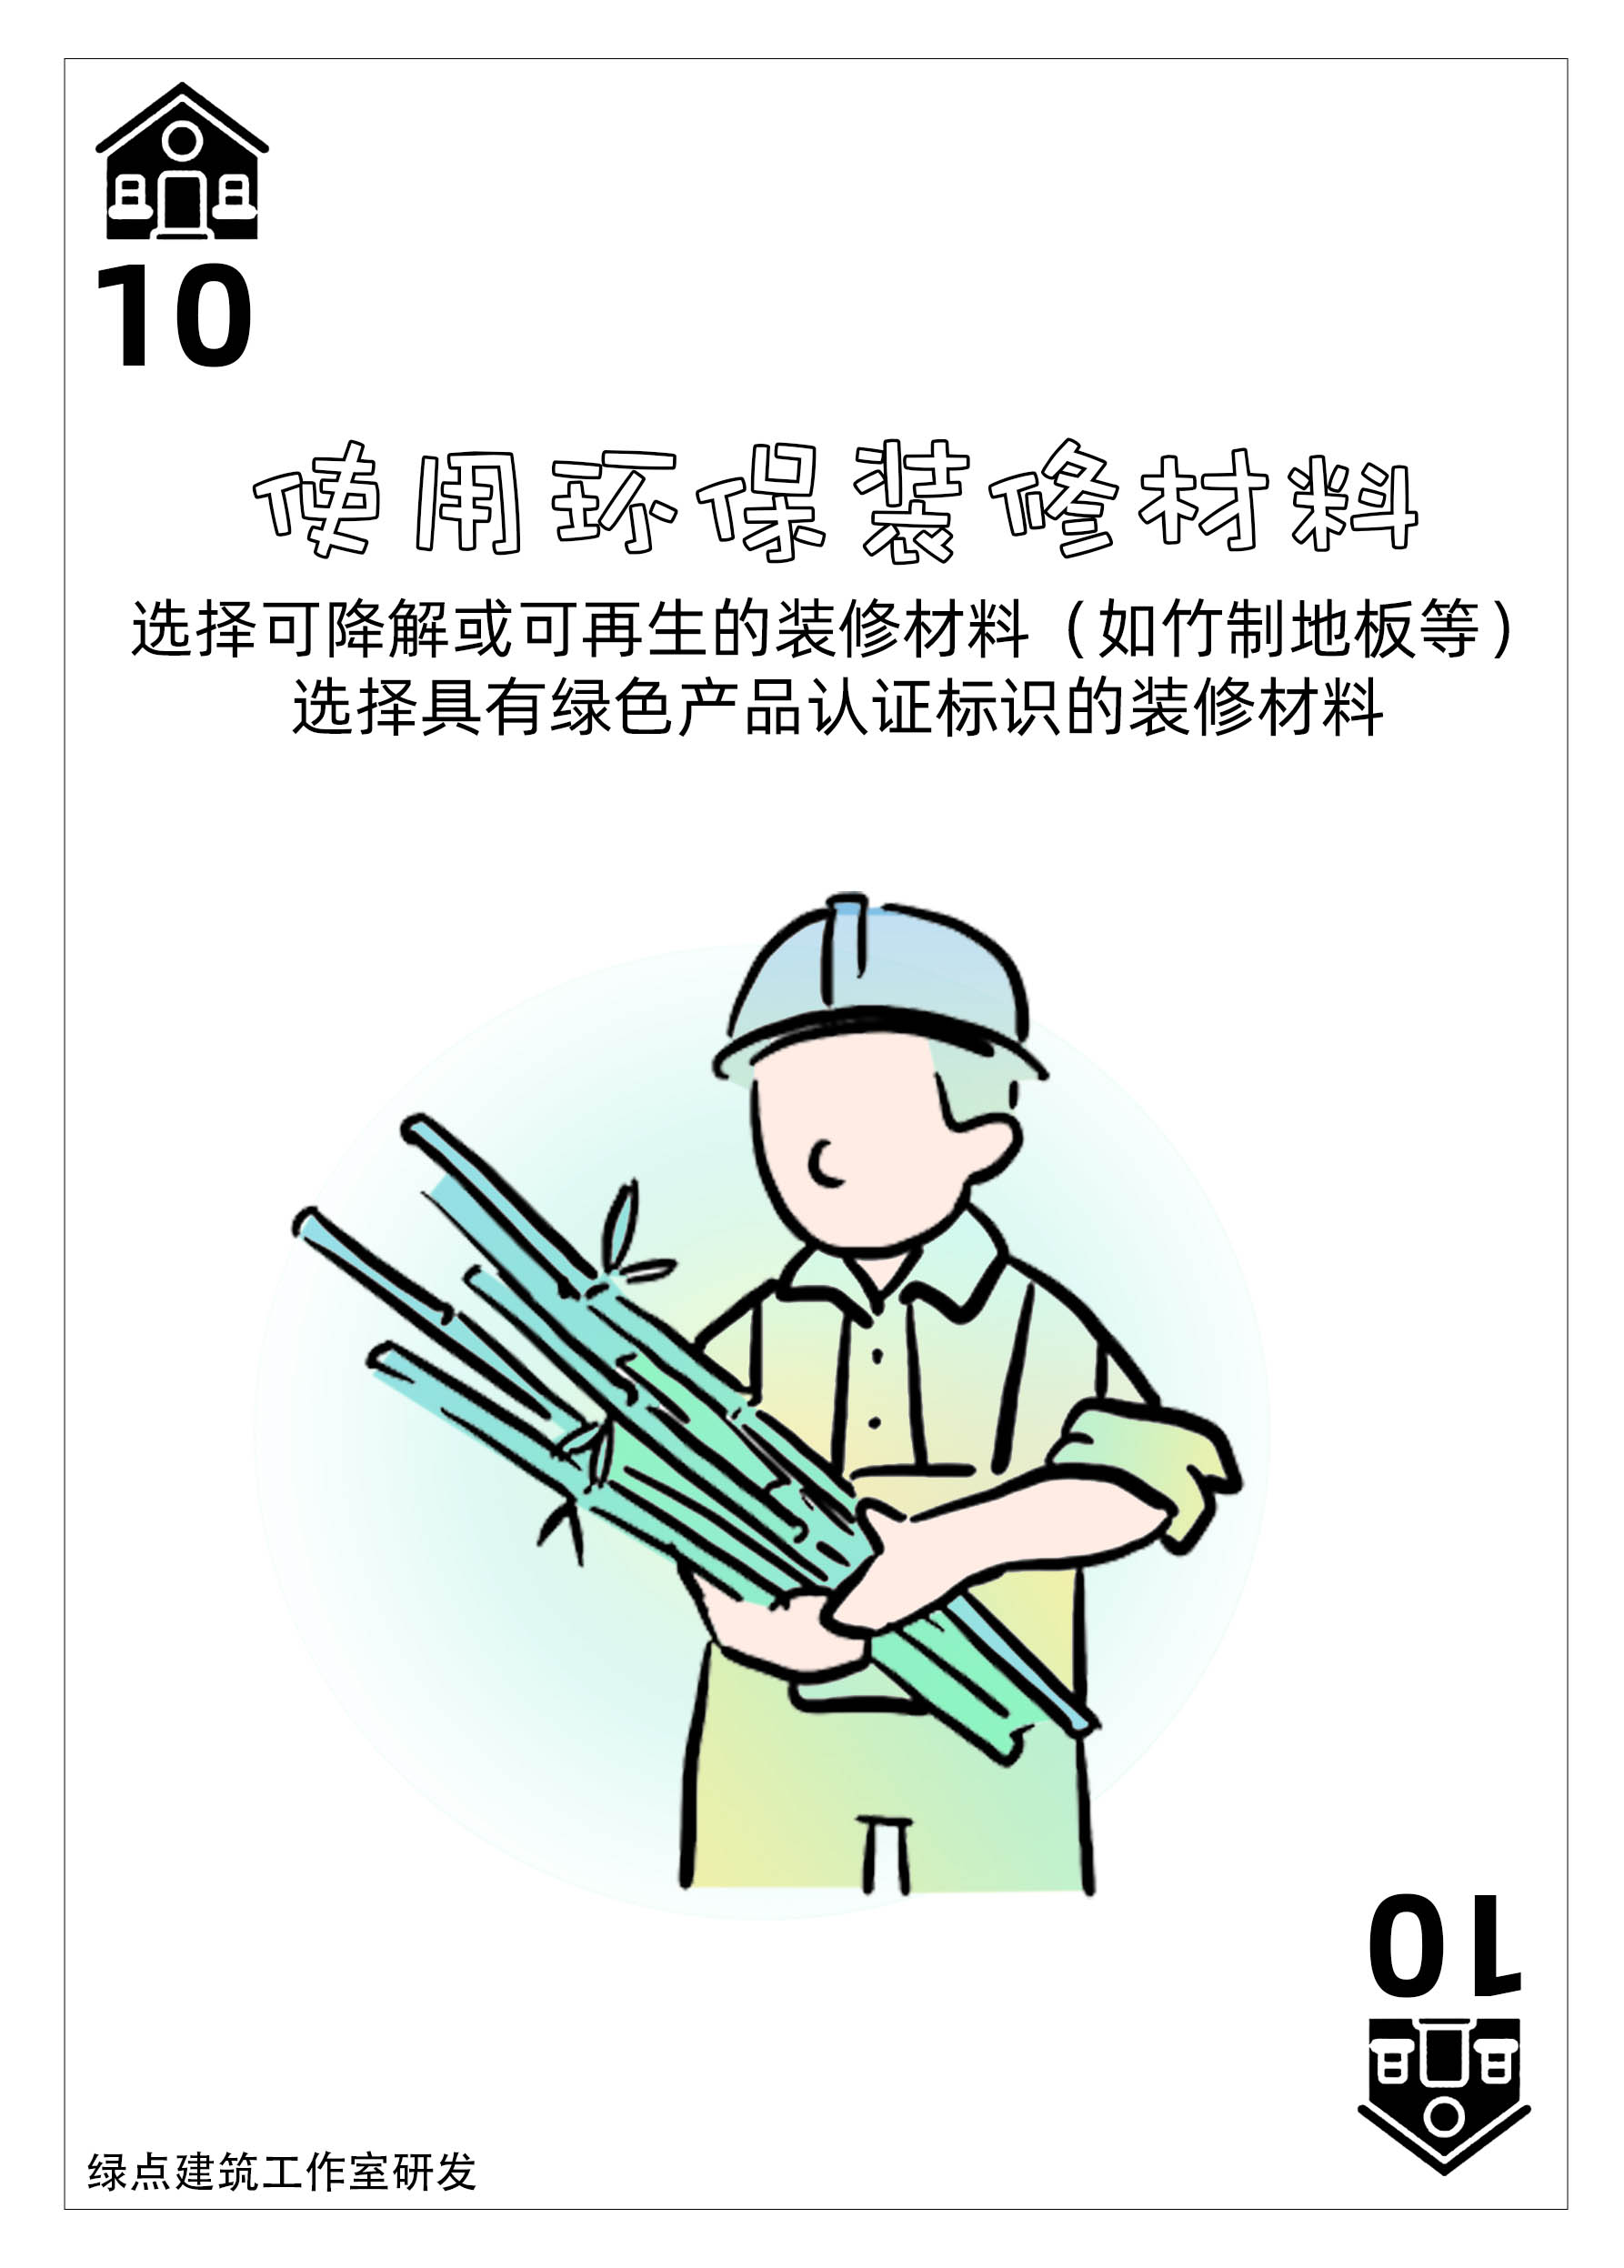 10
使用环保装修材料
选择可降解或可再生的装修材料（如竹制地板等）
选择具有绿色产品认证标识的装修材料
10
绿点建筑工作室研发